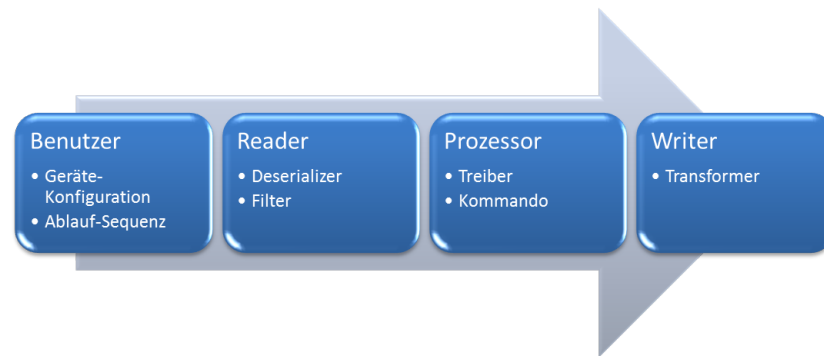 Benutzer
• Geräte-
Konfiguration
• Ablauf-Sequenz
Reader
• Deserializer
• Filter
Prozessor
• Treiber
• Kommando
Writer
• Transformer